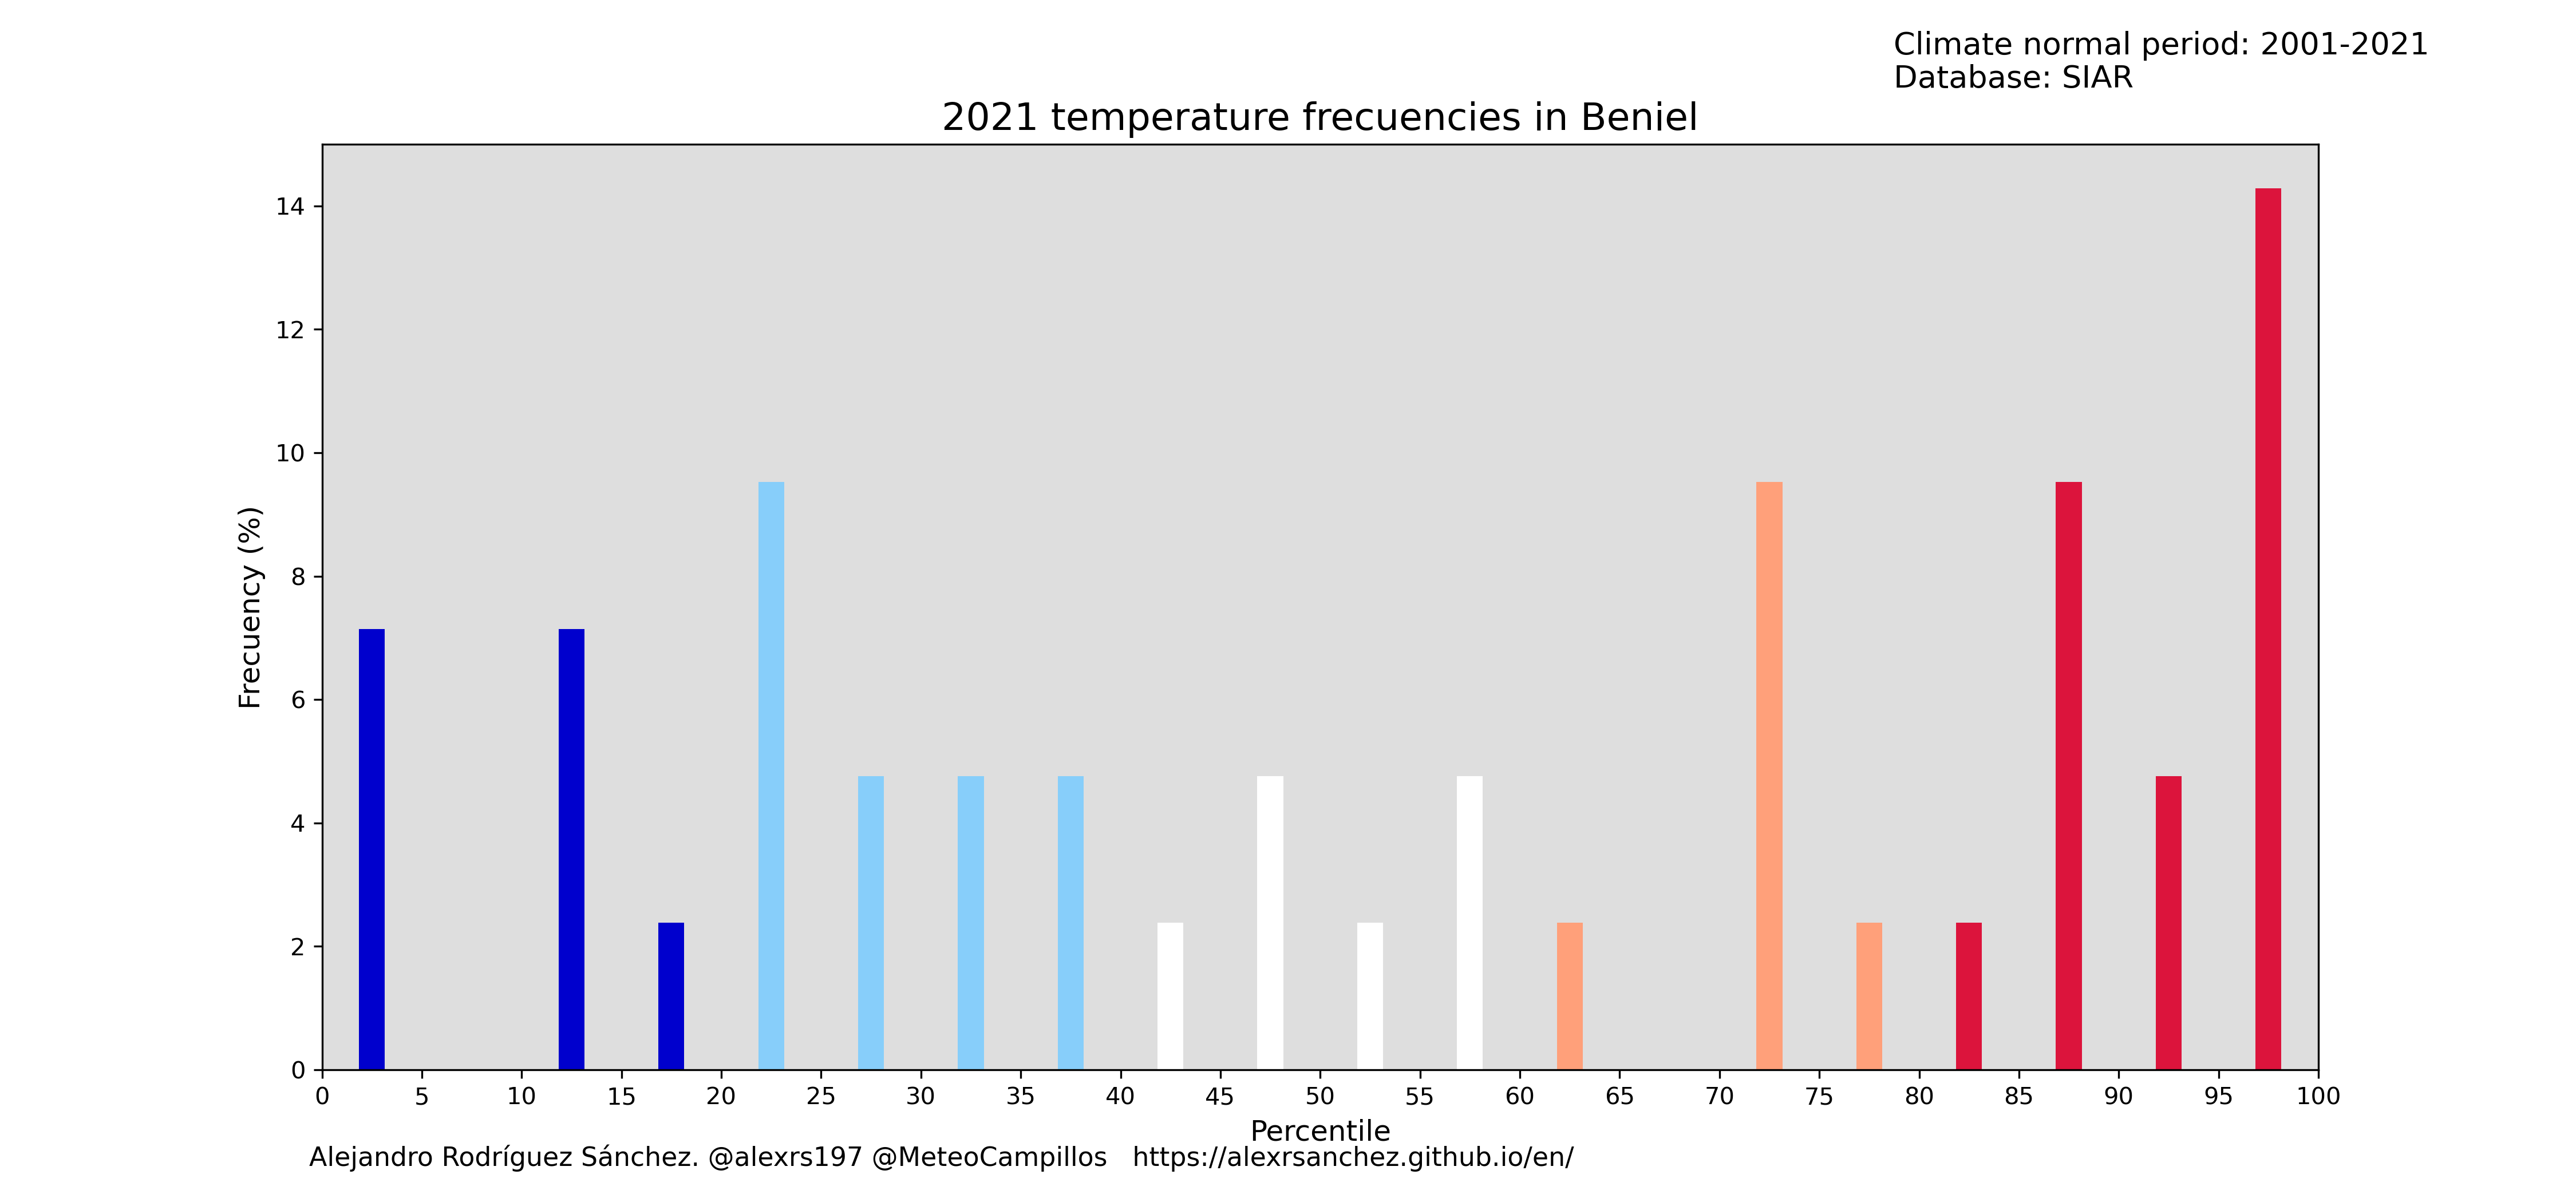 Climate normal period: 2001-2021
Database: SIAR
2021 temperature frecuencies in Beniel
Frecuency (%)
14
12
10
8
6
4
2
0
0 5 10 15 20 25 30 35 40 45 50 55 60 65 70 75 80 85 90 95 100
Percentile
Alejandro Rodríguez Sánchez. @alexrs197 @MeteoCampillos https://alexrsanchez.github.io/en/